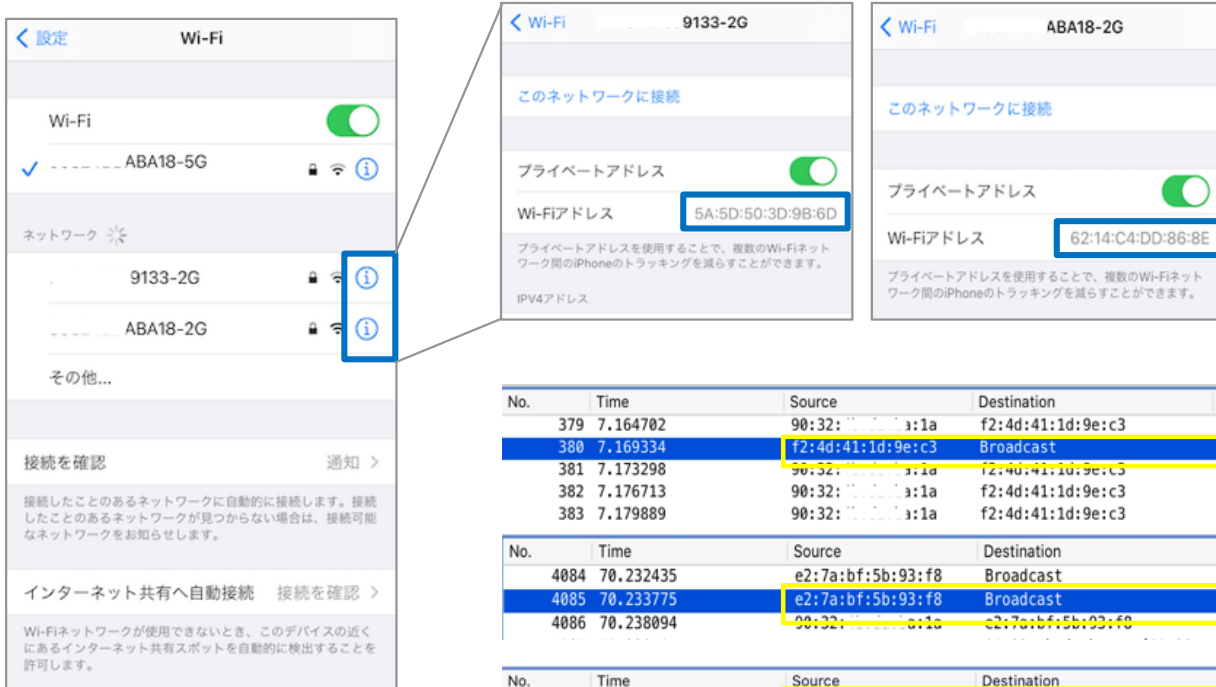 設定
Wi-Fi
Wi-Fi
ABA18-5G
ネットワーク
9133-2G
ABA18-2G
その他...
接続を確認 通知
接続したことのあるネットワークに自動的に接続します。接続
したことのあるネットワークが見つからない場合は、接続可能
なネットワークをお知らせします。
インターネット共有へ自動接続 接続を確認
Wi-Fiネットワークが使用できないとき、このデバイスの近く
にあるインターネット共有スポットを自動的に検出することを
許可します。
Wi-Fi 9133-2G
このネットワークに接続
プライベートアドレス
Wi-Fiアドレス 5A:5D:50:3D:9B:6D
プライベートアドレスを使用することで、複数のWi-Fiネット
ワーク間のiPhoneのトラッキングを減らすことができます。
IPV4アドレス
Wi-Fi ABA18-2G
このネットワークに接続
プライベートアドレス
Wi-Fiアドレス 62:14:C4:DD:86:8E
プライベートアドレスを使用することで、複数のWi-Fiネット
ワーク間のiPhoneのトラッキングを減らすことができます。
No. Time Source Destination
379 7.164702 90:32: a:1a f2:4d:41:1d:9e:c3
380 7.169334 f2:4d:41:1d:9e:c3 Broadcast
381 7.173298 90:32: a:1a f2:4d:41:1d:9e:c3
382 7.176713 90:32: a:1a f2:4d:41:1d:9e:c3
383 7.179889 90:32: a:1a f2:4d:41:1d:9e:c3
No. Time Source Destination
4084 70.232435 e2:7a:bf:5b:93:f8 Broadcast
4085 70.233775 e2:7a:bf:5b:93:f8 Broadcast
4086 70.238094 90:32: a:1a e2:7a:bf:5b:93:f8
No. Time Source Destination